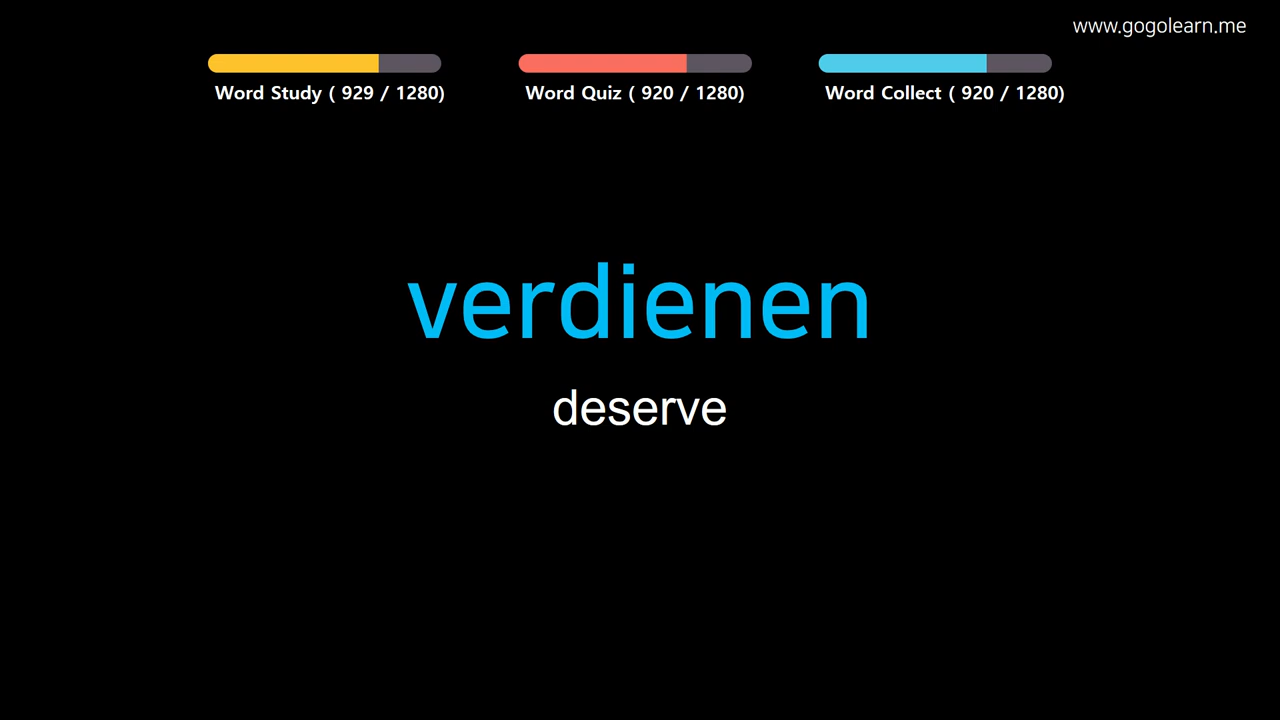 www.gogolearn.me
Word Study ( 929 / 1280)
Word Quiz ( 920 / 1280)
Word Collect ( 920 / 1280)
verdienen
deserve